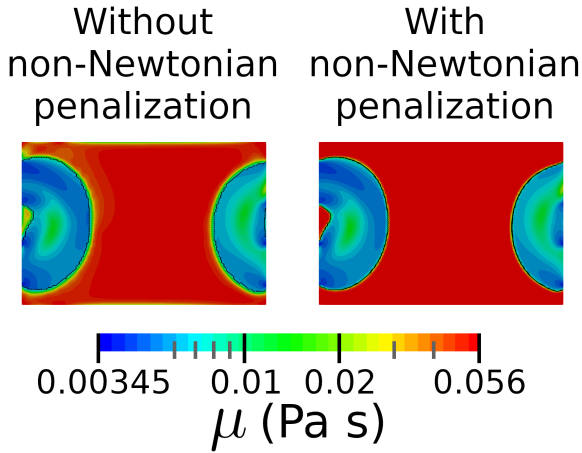 Without
non-Newtonian
penalization
With
non-Newtonian
penalization
0.00345 0.01 0.02 0.056
μ (Pa s)